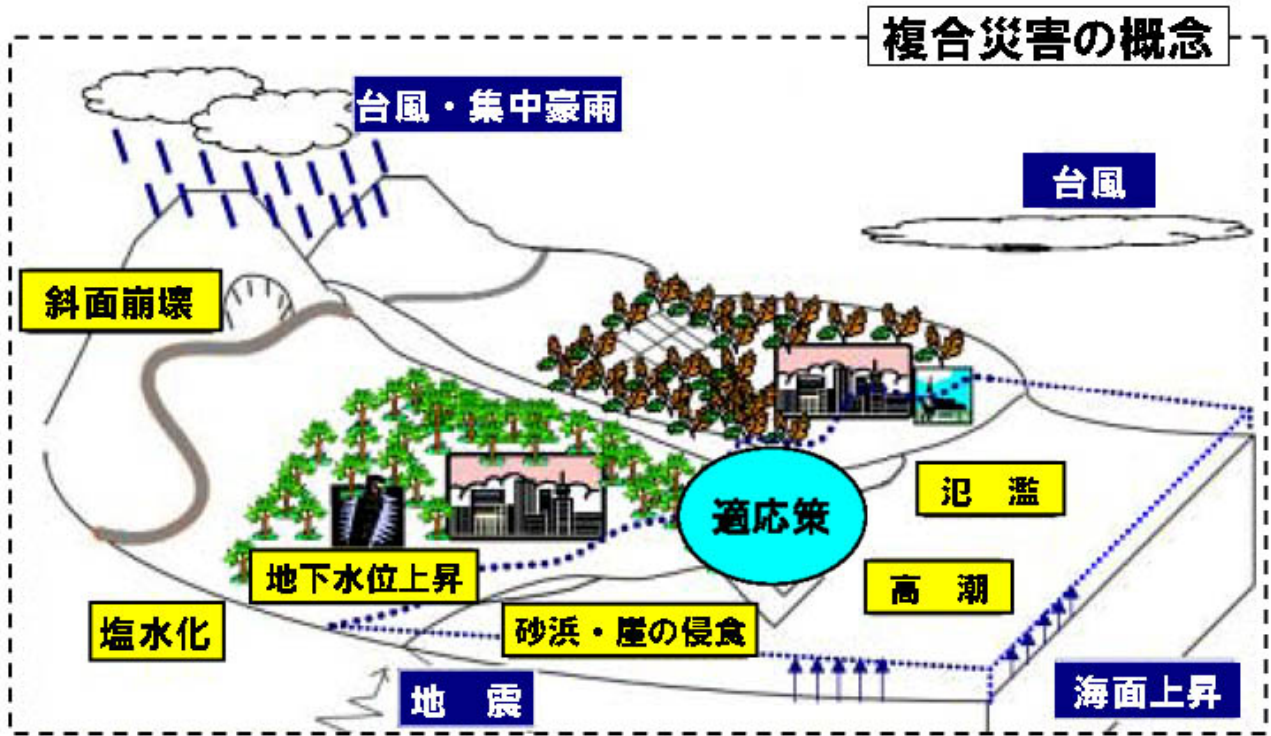 複合災害の概念
台風・集中豪雨
台風
斜面崩壊
適応策
氾 濫
地下水位上昇
高 潮
塩水化
砂浜・崖の侵食
地 震
海面上昇